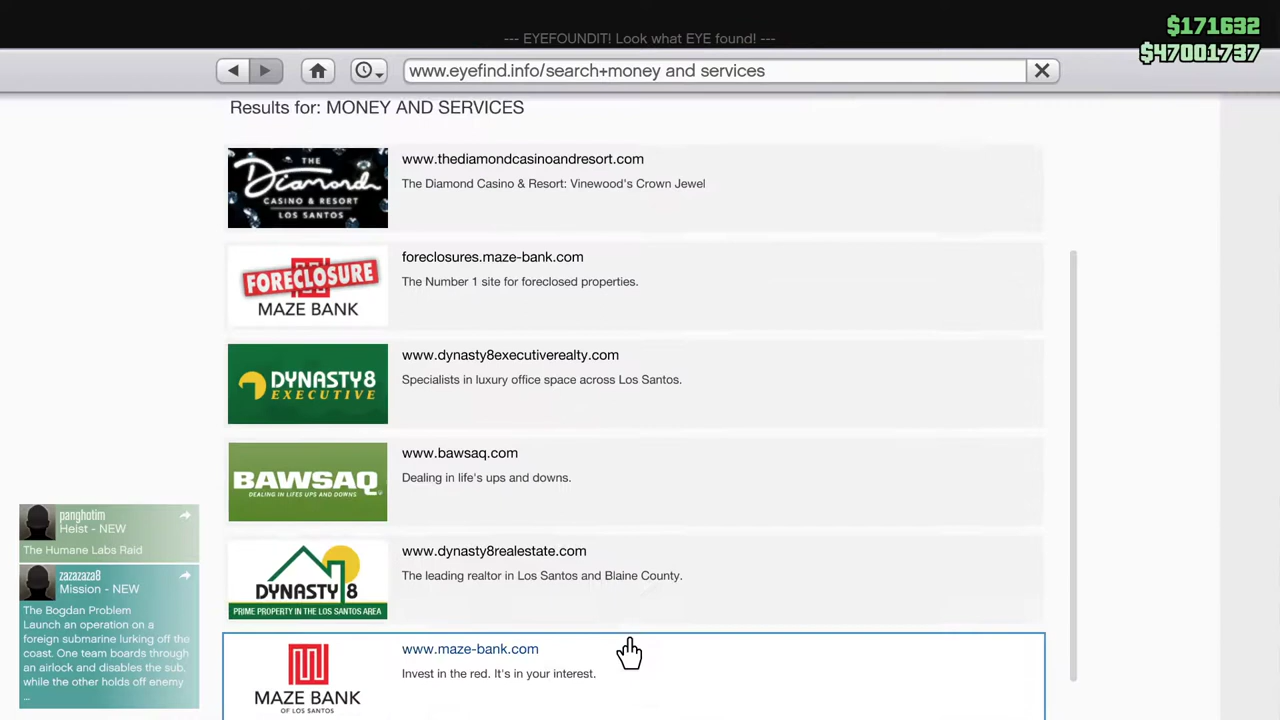 --- EYEFOUNDIT! Look what EYE found! ---
$171632
$47001737
www.eyefind.info/search+money and services
Results for: MONEY AND SERVICES
THE
Diamond
CASINO & RESORT
LOS SANTOS
www.thediamondcasinoandresort.com
The Diamond Casino & Resort: Vinewood's Crown Jewel
FORECLOSURE
MAZE BANK
foreclosures.maze-bank.com
The Number 1 site for foreclosed properties.
DYNASTY8
EXECUTIVE
www.dynasty8executiverealty.com
Specialists in luxury office space across Los Santos.
BAWSAQ
DEALING IN LIFES UPS AND DOWNS
www.bawsaq.com
Dealing in life's ups and downs.
DYNASTY 8
PRIME PROPERTY IN THE LOS SANTOS AREA
www.dynasty8realestate.com
The leading realtor in Los Santos and Blaine County.
MAZE BANK
OF LOS SANTOS
www.maze-bank.com
Invest in the red. It's in your interest.
panghotim
Heist - NEW
The Humane Labs Raid
zazazaza8
Mission - NEW
The Bogdan Problem
Launch an operation on a
foreign submarine lurking off the
coast. One team boards through
an airlock and disables the sub,
while the other holds off enemy
...